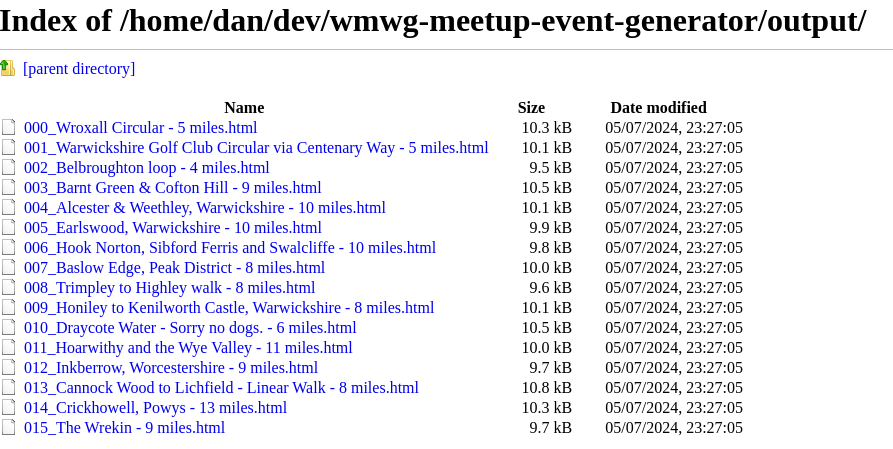 Index of /home/dan/dev/wmwg-meetup-event-generator/output/
[parent directory]
Name Size Date modified
000_Wroxall Circular - 5 miles.html 10.3 kB 05/07/2024, 23:27:05
001_Warwickshire Golf Club Circular via Centenary Way - 5 miles.html 10.1 kB 05/07/2024, 23:27:05
002_Belbroughton loop - 4 miles.html 9.5 kB 05/07/2024, 23:27:05
003_Barnt Green & Cofton Hill - 9 miles.html 10.5 kB 05/07/2024, 23:27:05
004_Alcester & Weethley, Warwickshire - 10 miles.html 10.1 kB 05/07/2024, 23:27:05
005_Earlswood, Warwickshire - 10 miles.html 9.9 kB 05/07/2024, 23:27:05
006_Hook Norton, Sibford Ferris and Swalcliffe - 10 miles.html 9.8 kB 05/07/2024, 23:27:05
007_Baslow Edge, Peak District - 8 miles.html 10.0 kB 05/07/2024, 23:27:05
008_Trimpley to Highley walk - 8 miles.html 9.6 kB 05/07/2024, 23:27:05
009_Honiley to Kenilworth Castle, Warwickshire - 8 miles.html 10.1 kB 05/07/2024, 23:27:05
010_Draycote Water - Sorry no dogs. - 6 miles.html 10.5 kB 05/07/2024, 23:27:05
011_Hoarwithy and the Wye Valley - 11 miles.html 10.0 kB 05/07/2024, 23:27:05
012_Inkberrow, Worcestershire - 9 miles.html 9.7 kB 05/07/2024, 23:27:05
013_Cannock Wood to Lichfield - Linear Walk - 8 miles.html 10.8 kB 05/07/2024, 23:27:05
014_Crickhowell, Powys - 13 miles.html 10.3 kB 05/07/2024, 23:27:05
015_The Wrekin - 9 miles.html 9.7 kB 05/07/2024, 23:27:05